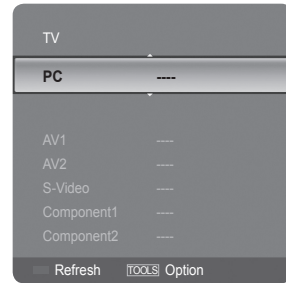 TV
PC ----
AV1 ----
AV2 ----
S-Video ----
Component1 ----
Component2 ----
Refresh TOOLS Option